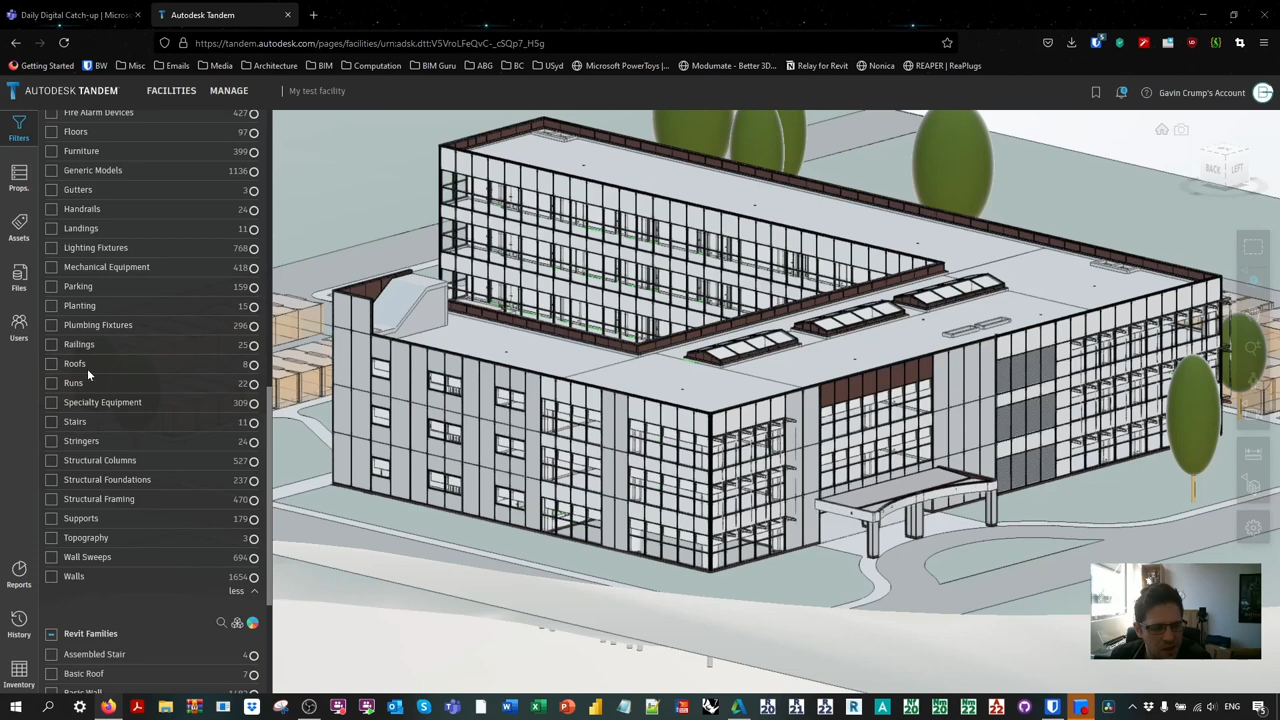 Daily Digital Catch-up | Micros
Autodesk Tandem
https://tandem.autodesk.com/pages/facilities/urn:adsk.dtt:V5VroLFeQvC-_cSQp7_H5g
Getting Started
BW
Misc
Emails
Media
Architecture
BIM
Computation
BIM Guru
ABG
BC
USyd
Microsoft PowerToys |...
Modumate - Better 3D...
Relay for Revit
Nonica
REAPER | ReaPlugs
AUTODESK TANDEM
FACILITIES
MANAGE
My test facility
Gavin Crump's Account
Filters
Props.
Assets
Files
Users
Reports
History
Inventory
Fire Alarm Devices 427
Floors 97
Furniture 399
Generic Models 1136
Gutters 3
Handrails 24
Landings 11
Lighting Fixtures 768
Mechanical Equipment 418
Parking 159
Planting 15
Plumbing Fixtures 296
Railings 25
Roofs 8
Runs 22
Specialty Equipment 309
Stairs 11
Stringers 24
Structural Columns 527
Structural Foundations 237
Structural Framing 470
Supports 179
Topography 3
Wall Sweeps 694
Walls 1654
less
Revit Families
Assembled Stair 4
Basic Roof 7
Basic Wall
BACK
LEFT
ENG